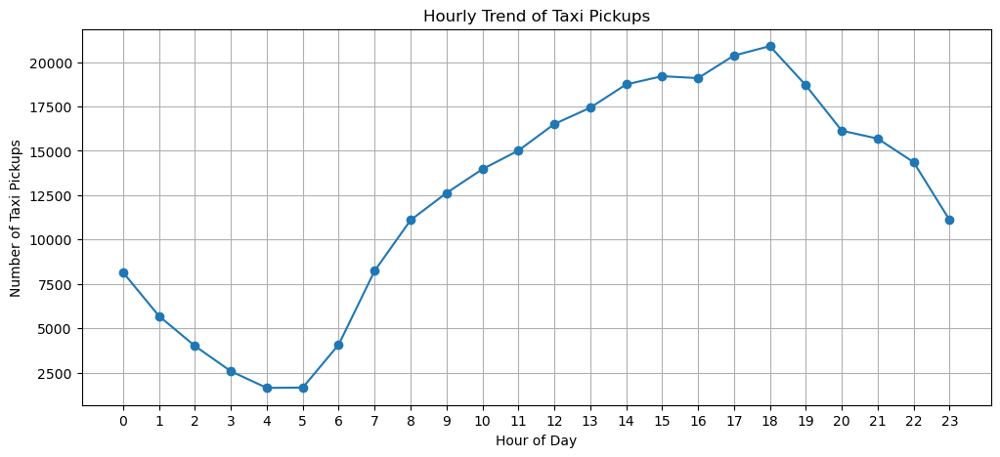 Hourly Trend of Taxi Pickups
Number of Taxi Pickups
20000
17500
15000
12500
10000
7500
5000
2500
0 1 2 3 4 5 6 7 8 9 10 11 12 13 14 15 16 17 18 19 20 21 22 23
Hour of Day